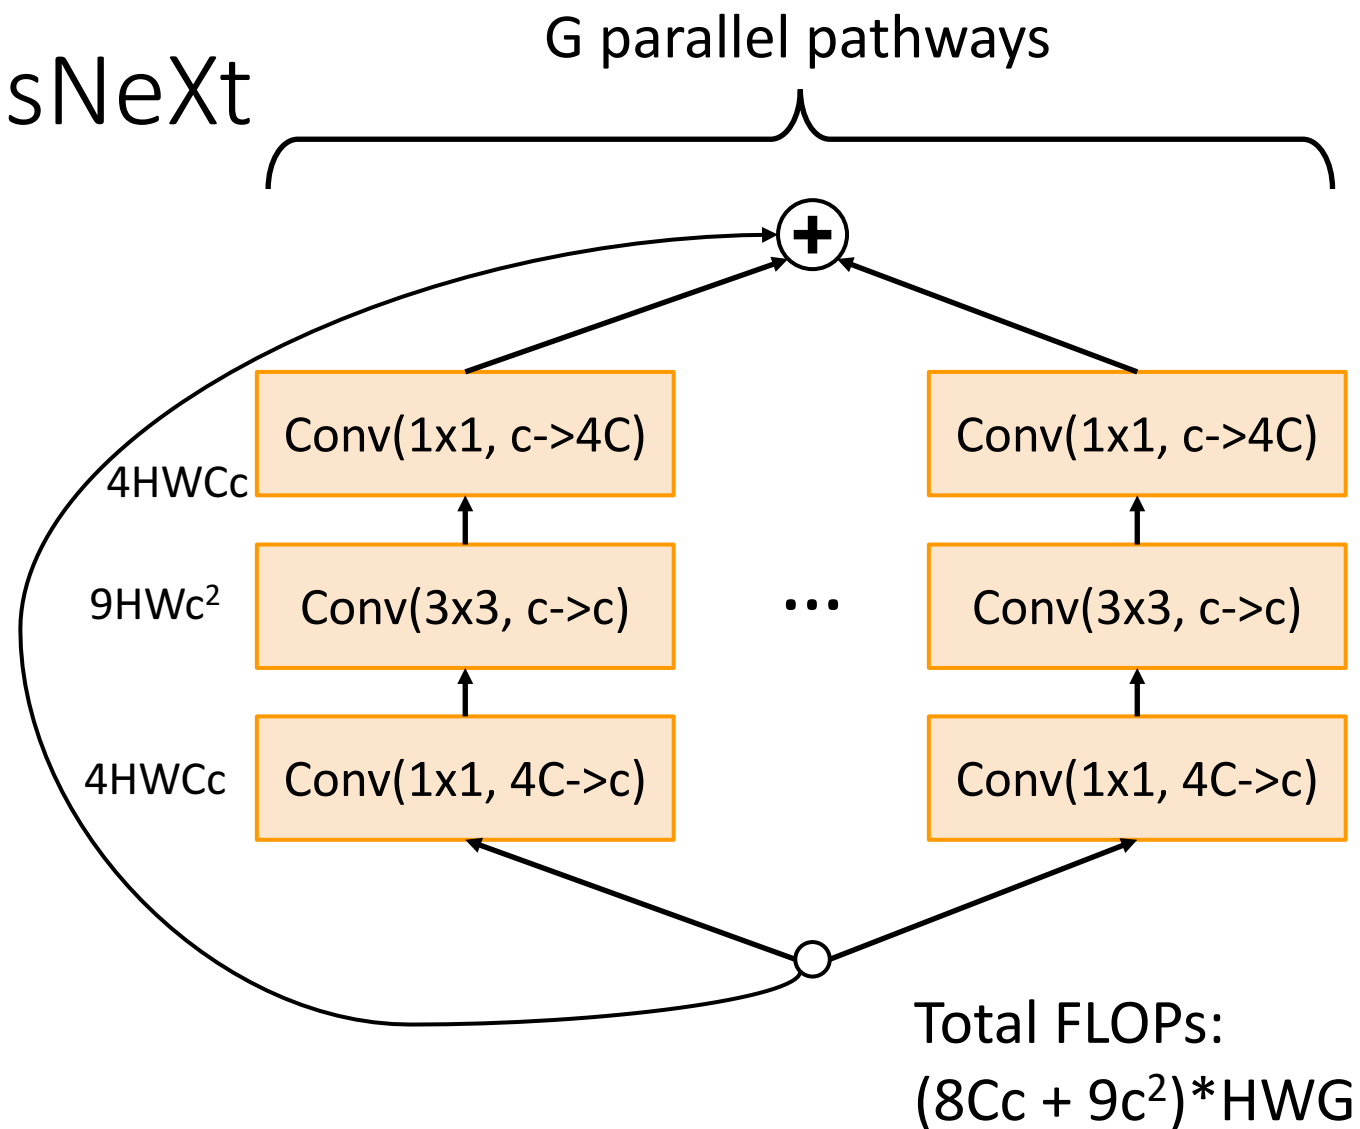 G parallel pathways
sNeXt
Conv(1x1, c->4C)
Conv(1x1, c->4C)
4HWCc
9HWc²
Conv(3x3, c->c)
...
Conv(3x3, c->c)
4HWCc
Conv(1x1, 4C->c)
Conv(1x1, 4C->c)
Total FLOPs:
(8Cc + 9c²)*HWG